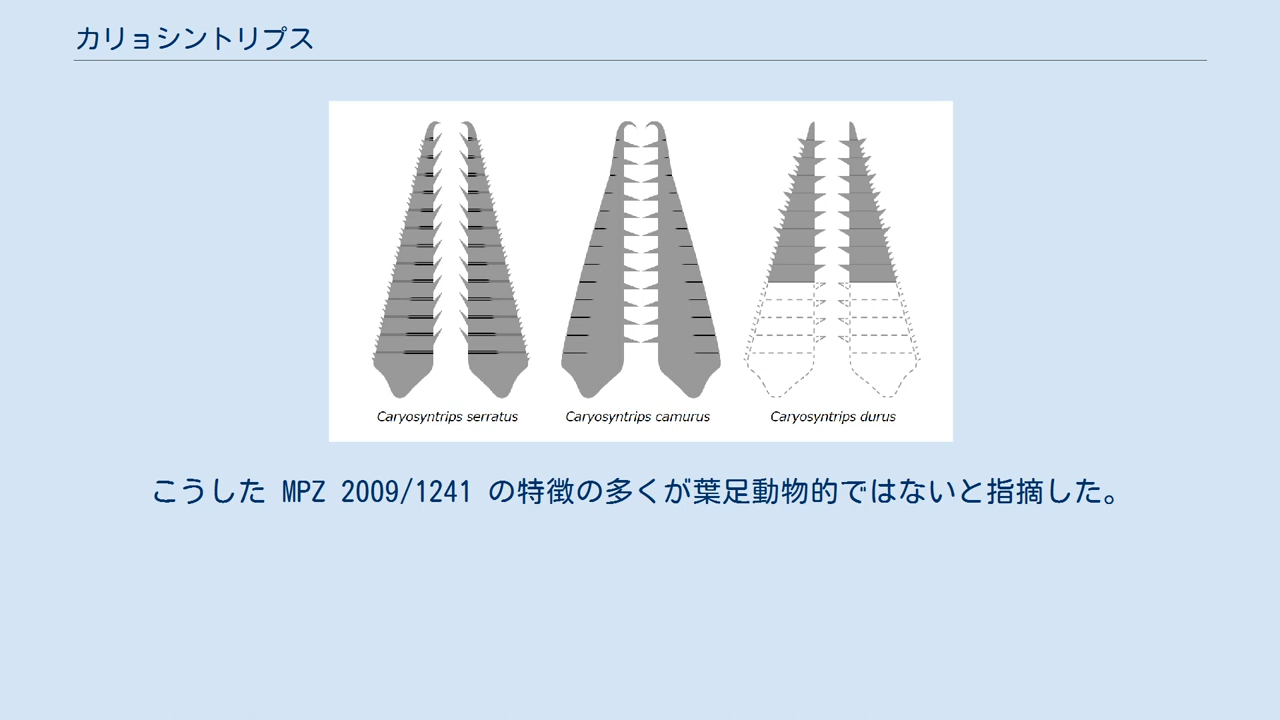 カリョシントリプス
Caryosyntrips serratus
Caryosyntrips camurus
Caryosyntrips durus
こうした MPZ 2009/1241 の特徴の多くが葉足動物的ではないと指摘した。